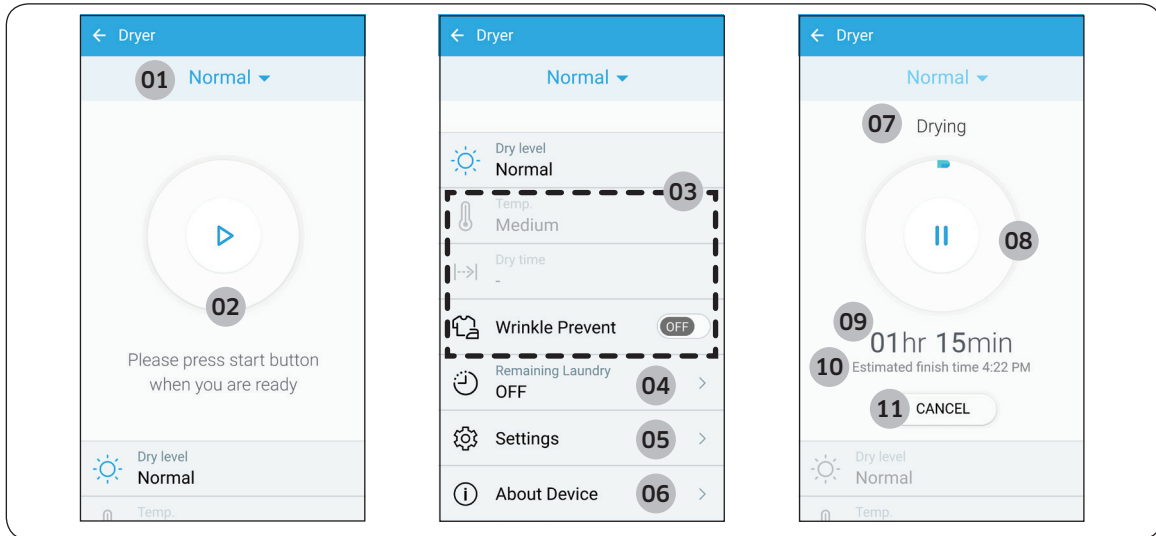 Dryer
01 Normal
02
Please press start button
when you are ready
Dry level
Normal
Temp.
Dryer
Normal
Dry level
Normal
03
Temp.
Medium
Dry time
-
Wrinkle Prevent OFF
Remaining Laundry
OFF 04
Settings 05
About Device 06
Dryer
Normal
07 Drying
08
09
01hr 15min
10 Estimated finish time 4:22 PM
11 CANCEL
Dry level
Normal
Temp.